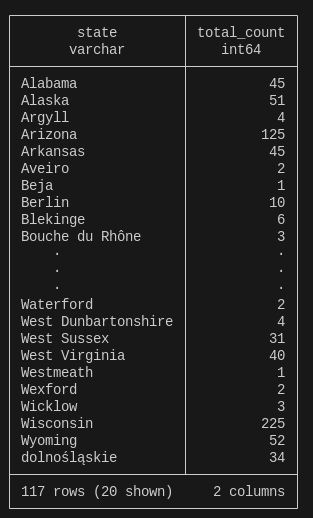 state total_count
varchar int64
Alabama 45
Alaska 51
Argyll 4
Arizona 125
Arkansas 45
Aveiro 2
Beja 1
Berlin 10
Blekinge 6
Bouche du Rhône 3
. .
. .
. .
Waterford 2
West Dunbartonshire 4
West Sussex 31
West Virginia 40
Westmeath 1
Wexford 2
Wicklow 3
Wisconsin 225
Wyoming 52
dolnośląskie 34
117 rows (20 shown) 2 columns